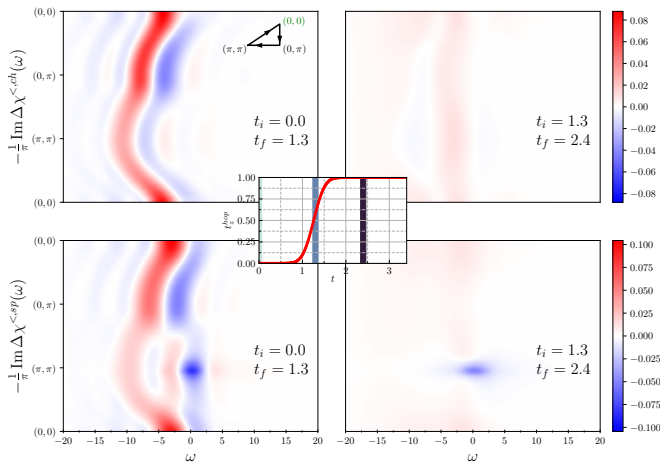 (0, 0)
(0, π)
(π, π)
(0, 0)
−1/π Im Δχ^{<,ch}(ω)
(0, 0)
(π, π)
(0, π)
t_i = 0.0
t_f = 1.3
t_i = 1.3
t_f = 2.4
0.08
0.06
0.04
0.02
0.00
−0.02
−0.04
−0.06
−0.08
1.00
0.75
0.50
0.25
0.00
t_z^{hop}
0
1
2
3
t
(0, 0)
(0, π)
(π, π)
(0, 0)
−1/π Im Δχ^{<,sp}(ω)
t_i = 0.0
t_f = 1.3
t_i = 1.3
t_f = 2.4
0.100
0.075
0.050
0.025
0.000
−0.025
−0.050
−0.075
−0.100
−20 −15 −10 −5 0 5 10 15 20
ω
−20 −15 −10 −5 0 5 10 15 20
ω